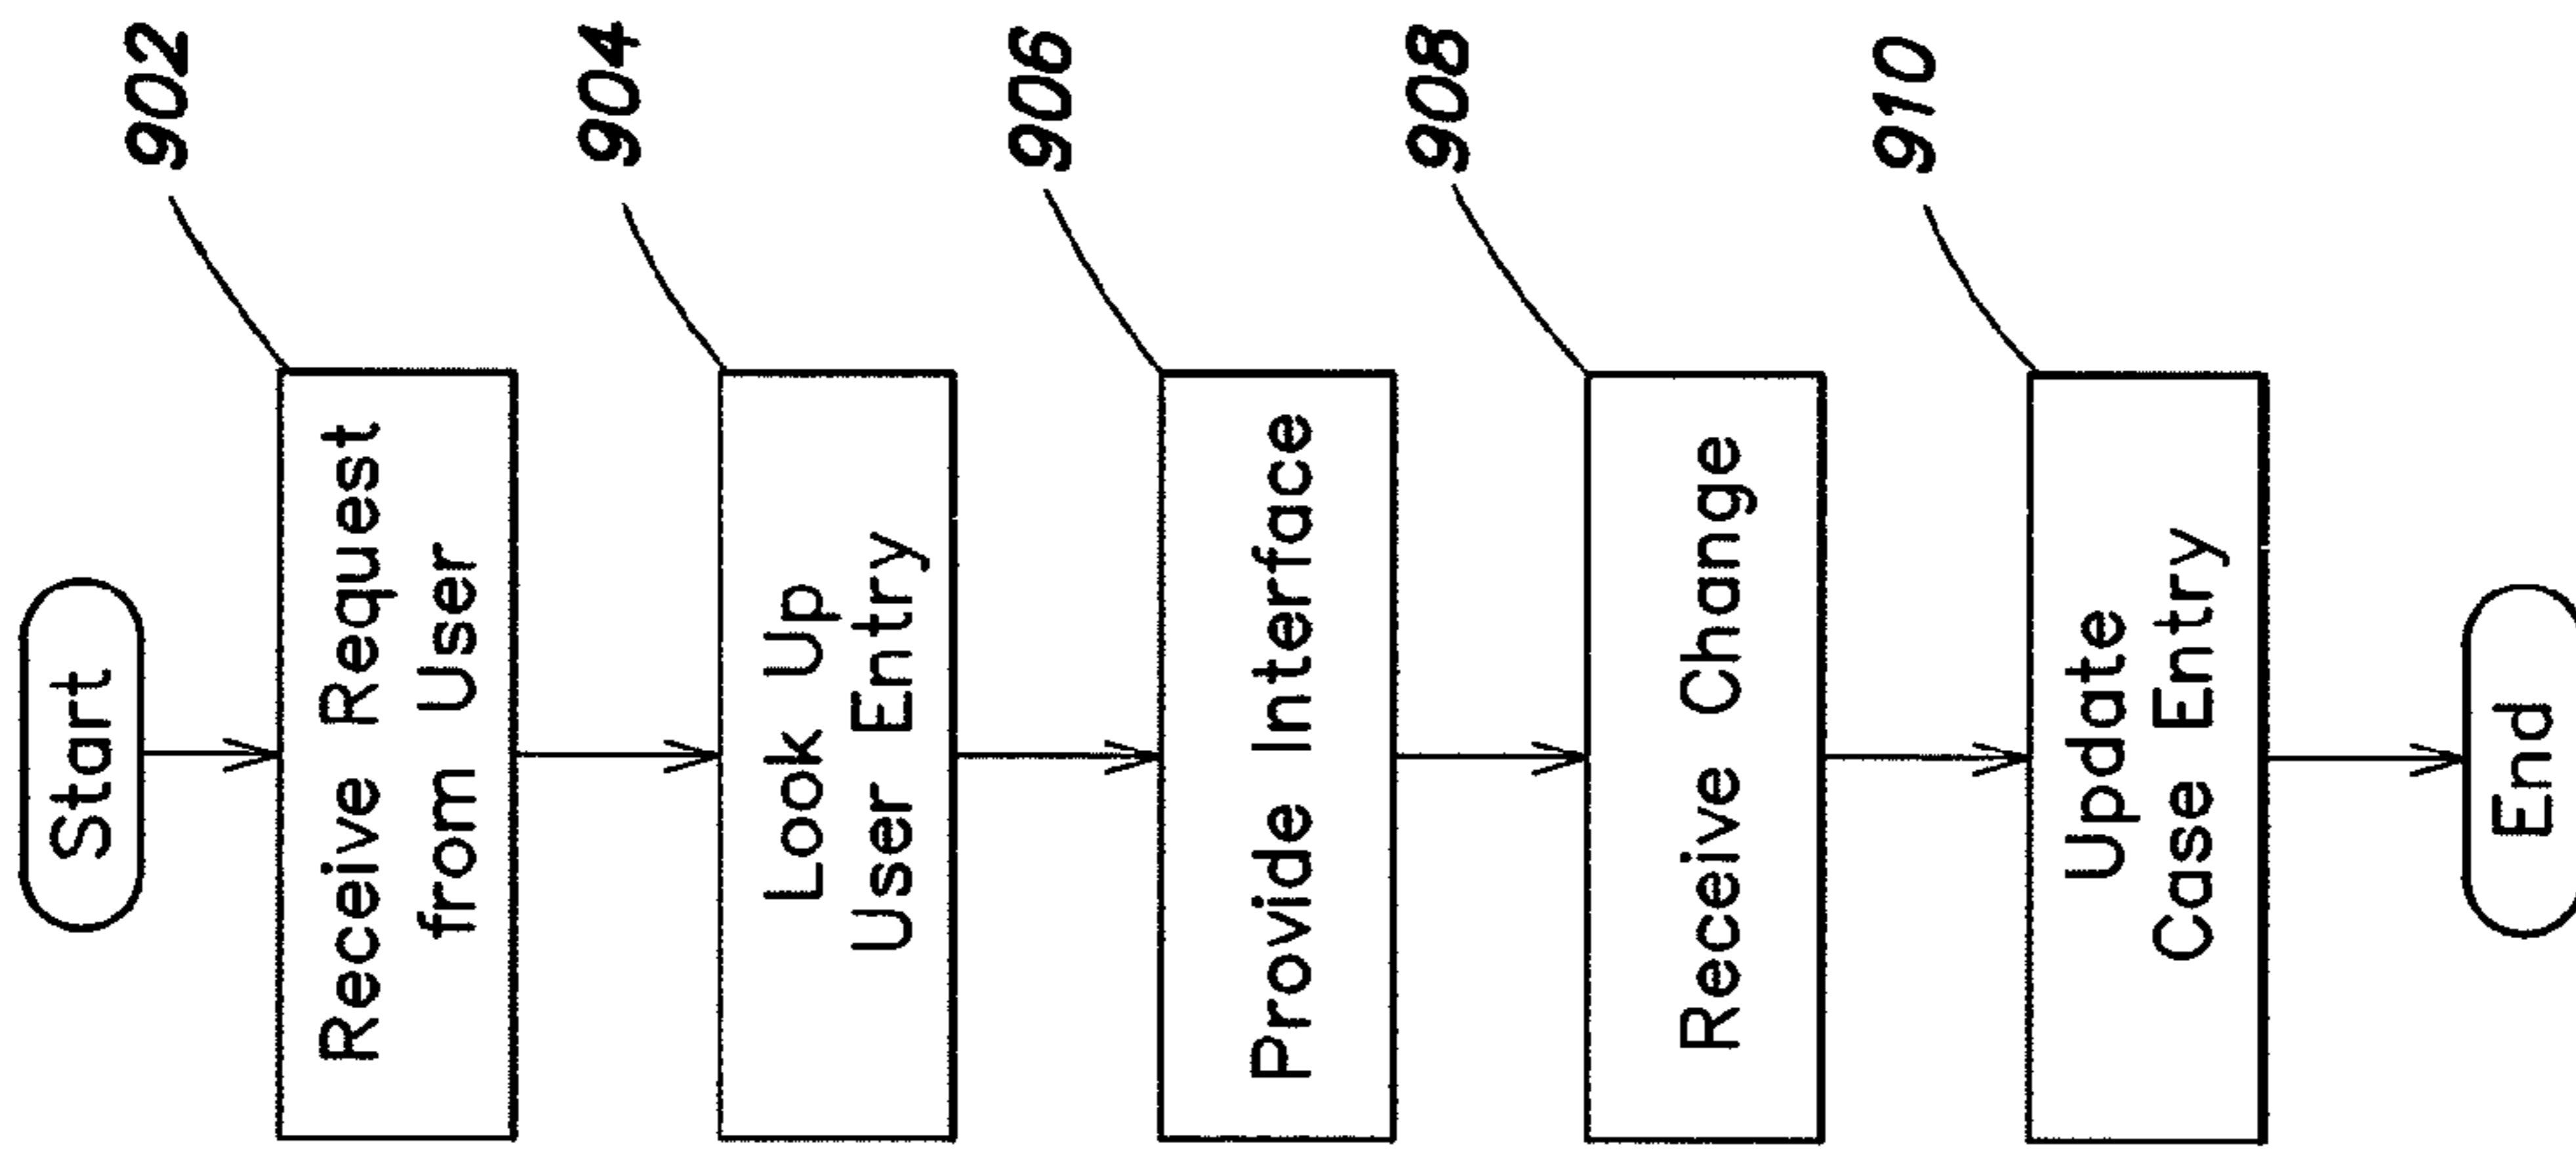 Start
902
Receive Request
from User
904
Look Up
User Entry
906
Provide Interface
908
Receive Change
910
Update
Case Entry
End